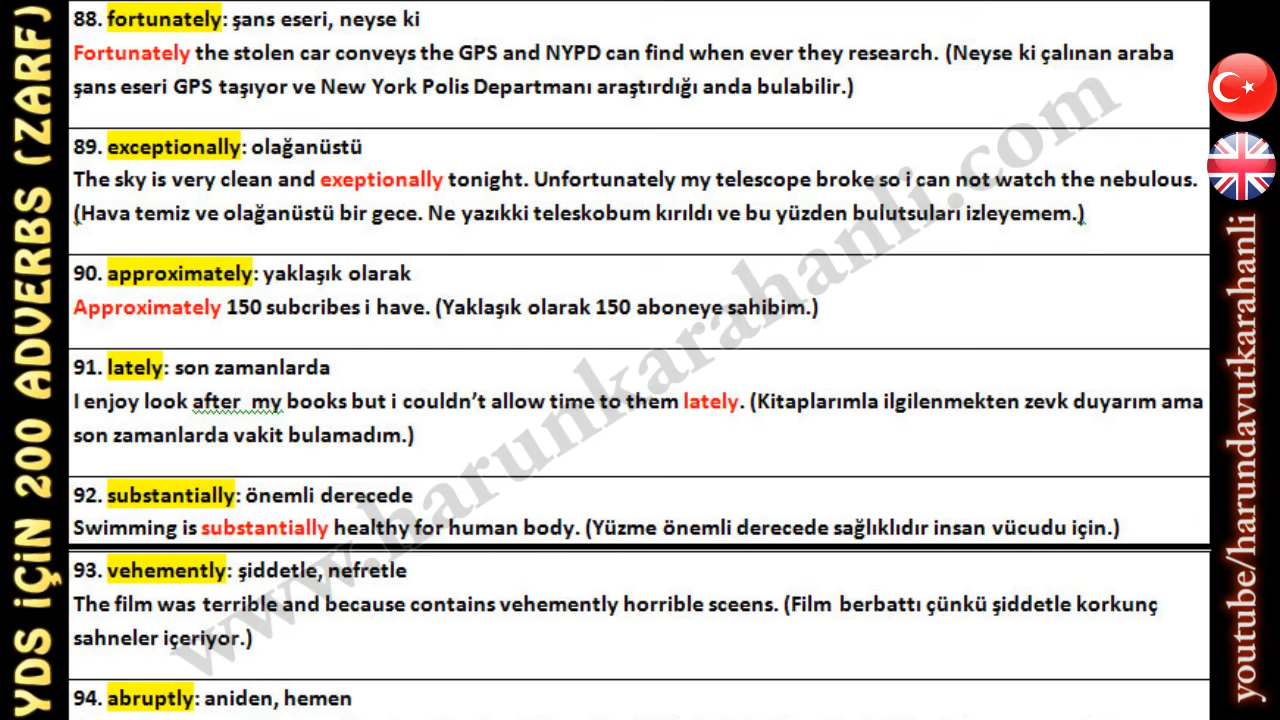 YDS İÇİN 200 ADVERBS (ZARF)
88. fortunately: şans eseri, neyse ki
Fortunately the stolen car conveys the GPS and NYPD can find when ever they research. (Neyse ki çalınan araba
şans eseri GPS taşıyor ve New York Polis Departmanı araştırdığı anda bulabilir.)
89. exceptionally: olağanüstü
The sky is very clean and exeptionally tonight. Unfortunately my telescope broke so i can not watch the nebulous.
(Hava temiz ve olağanüstü bir gece. Ne yazıkki teleskobum kırıldı ve bu yüzden bulutsuları izleyemem.)
90. approximately: yaklaşık olarak
Approximately 150 subcribes i have. (Yaklaşık olarak 150 aboneye sahibim.)
91. lately: son zamanlarda
I enjoy look after my books but i couldn't allow time to them lately. (Kitaplarımla ilgilenmekten zevk duyarım ama
son zamanlarda vakit bulamadım.)
92. substantially: önemli derecede
Swimming is substantially healthy for human body. (Yüzme önemli derecede sağlıklıdır insan vücudu için.)
93. vehemently: şiddetle, nefretle
The film was terrible and because contains vehemently horrible sceens. (Film berbattı çünkü şiddetle korkunç
sahneler içeriyor.)
94. abruptly: aniden, hemen
www.harunkarahanli.com
youtube/harundavutkarahanli